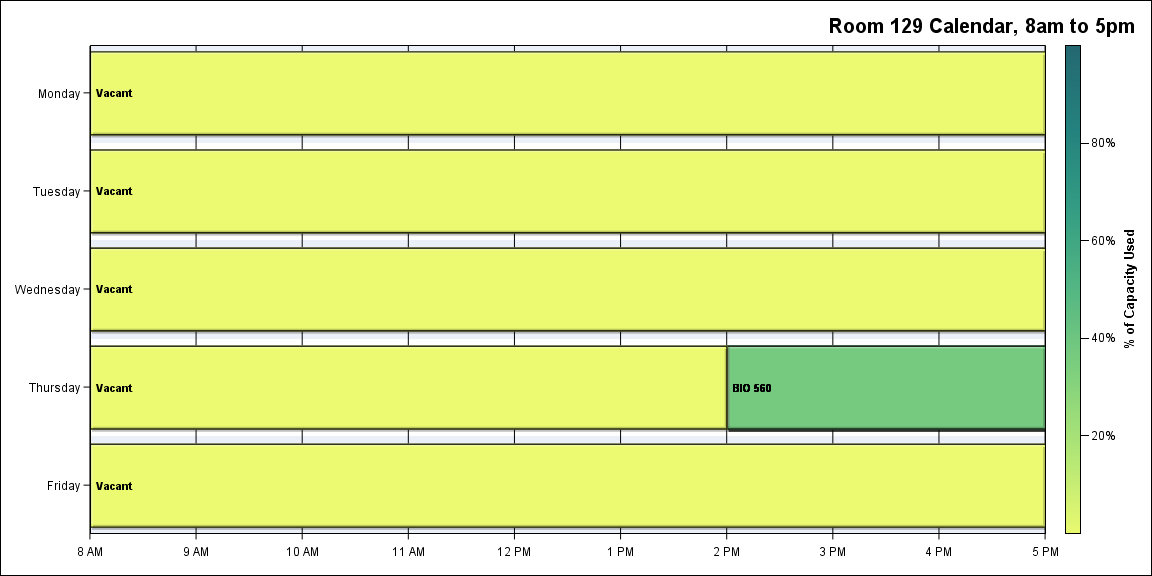 Room 129 Calendar, 8am to 5pm
Monday
Vacant
Tuesday
Vacant
Wednesday
Vacant
Thursday
Vacant
BIO 560
Friday
Vacant
8 AM
9 AM
10 AM
11 AM
12 PM
1 PM
2 PM
3 PM
4 PM
5 PM
80%
60%
40%
20%
% of Capacity Used